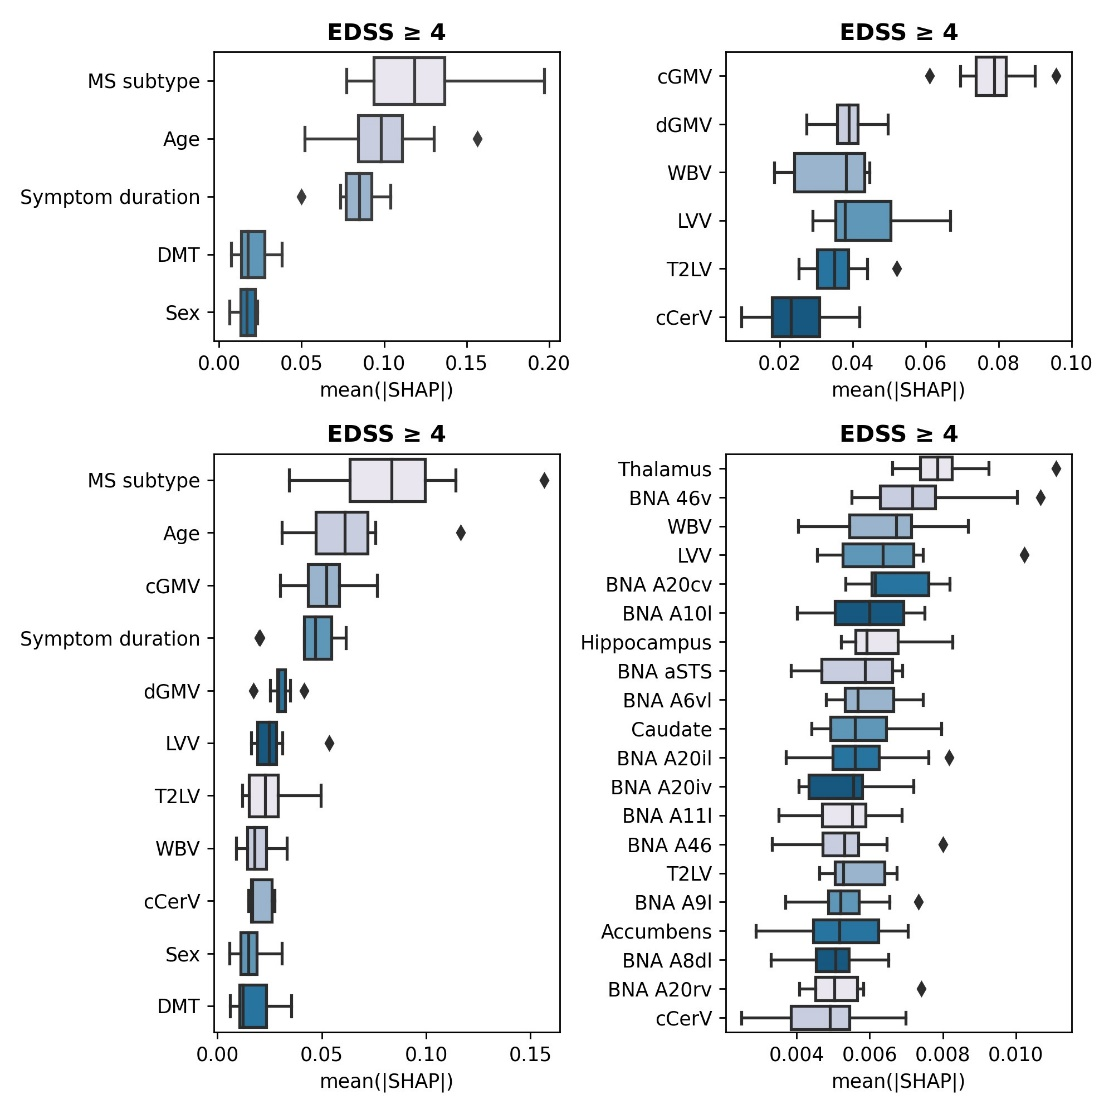 EDSS ≥ 4
MS subtype
Age
Symptom duration
DMT
Sex
0.00 0.05 0.10 0.15 0.20
mean(|SHAP|)
EDSS ≥ 4
cGMV
dGMV
WBV
LVV
T2LV
cCerV
0.02 0.04 0.06 0.08 0.10
mean(|SHAP|)
EDSS ≥ 4
MS subtype
Age
cGMV
Symptom duration
dGMV
LVV
T2LV
WBV
cCerV
Sex
DMT
0.00 0.05 0.10 0.15
mean(|SHAP|)
EDSS ≥ 4
Thalamus
BNA 46v
WBV
LVV
BNA A20cv
BNA A10l
Hippocampus
BNA aSTS
BNA A6vl
Caudate
BNA A20il
BNA A20iv
BNA A11l
BNA A46
T2LV
BNA A9l
Accumbens
BNA A8dl
BNA A20rv
cCerV
0.004 0.006 0.008 0.010
mean(|SHAP|)